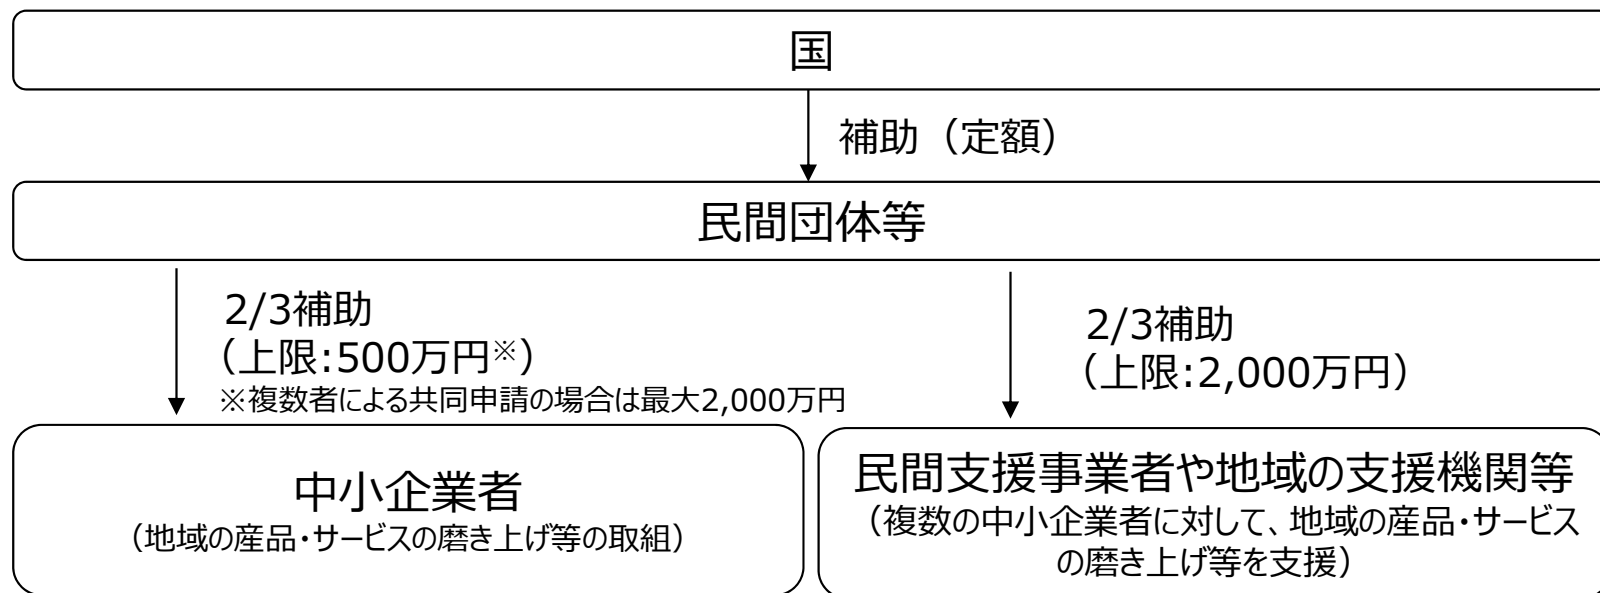 国
補助（定額）
民間団体等
2/3補助
（上限:500万円※）
※複数者による共同申請の場合は最大2,000万円
2/3補助
（上限:2,000万円）
中小企業者
（地域の産品・サービスの磨き上げ等の取組）
民間支援事業者や地域の支援機関等
（複数の中小企業者に対して、地域の産品・サービス
の磨き上げ等を支援）